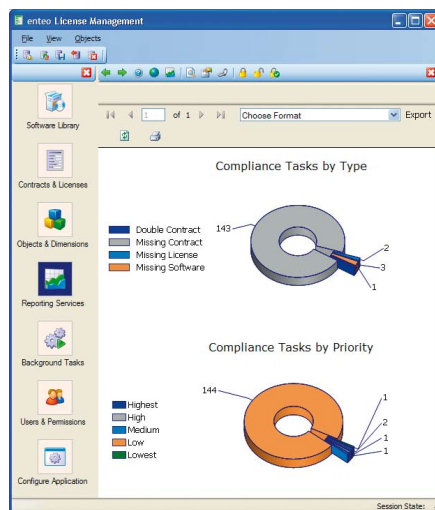 enteo License Management
File View Objects
1 of 1 Choose Format Export
Software Library
Contracts & Licenses
Objects & Dimensions
Reporting Services
Background Tasks
Users & Permissions
Configure Application
Compliance Tasks by Type
Double Contract
Missing Contract
Missing License
Missing Software
143
2
3
1
Compliance Tasks by Priority
Highest
High
Medium
Low
Lowest
144
1
2
1
1
Session State: